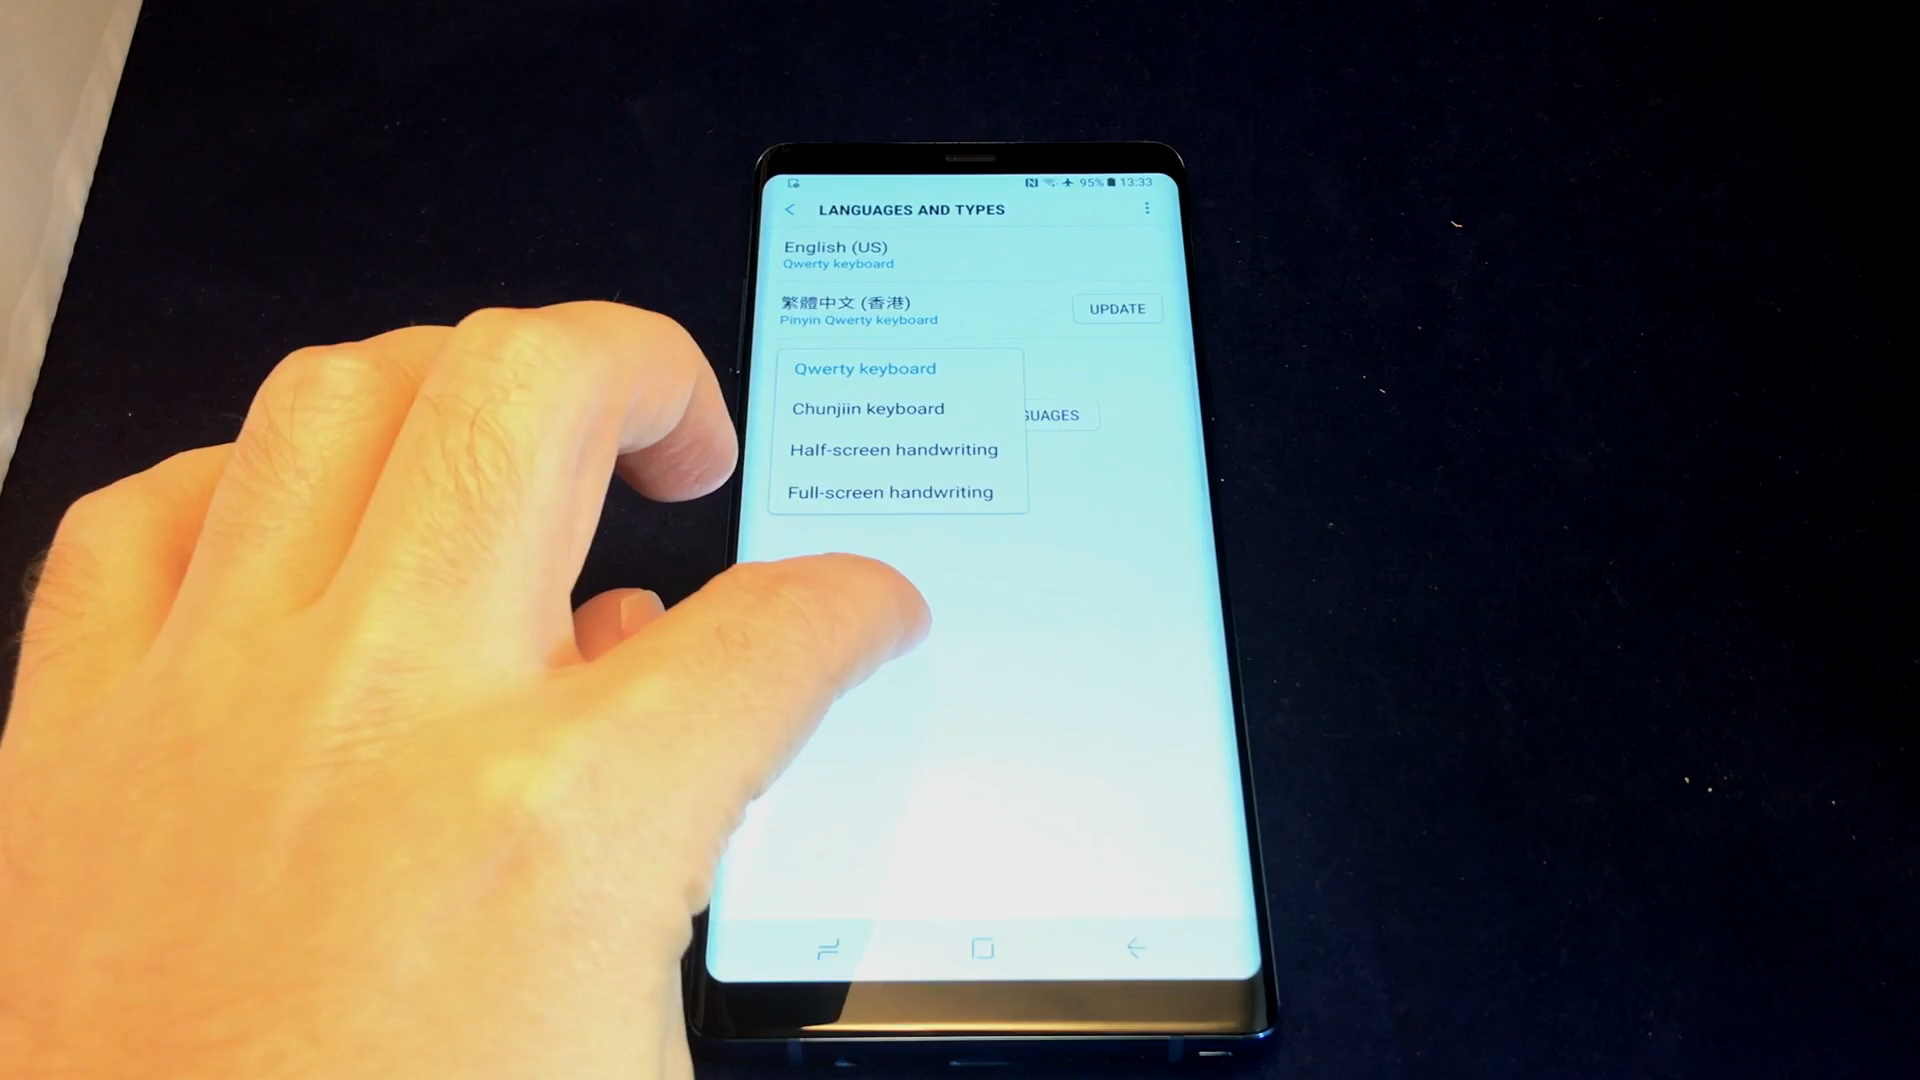 95% 13:33
LANGUAGES AND TYPES
English (US)
Qwerty keyboard
繁體中文 (香港)
Pinyin Qwerty keyboard
UPDATE
Qwerty keyboard
Chunjiin keyboard
GUAGES
Half-screen handwriting
Full-screen handwriting